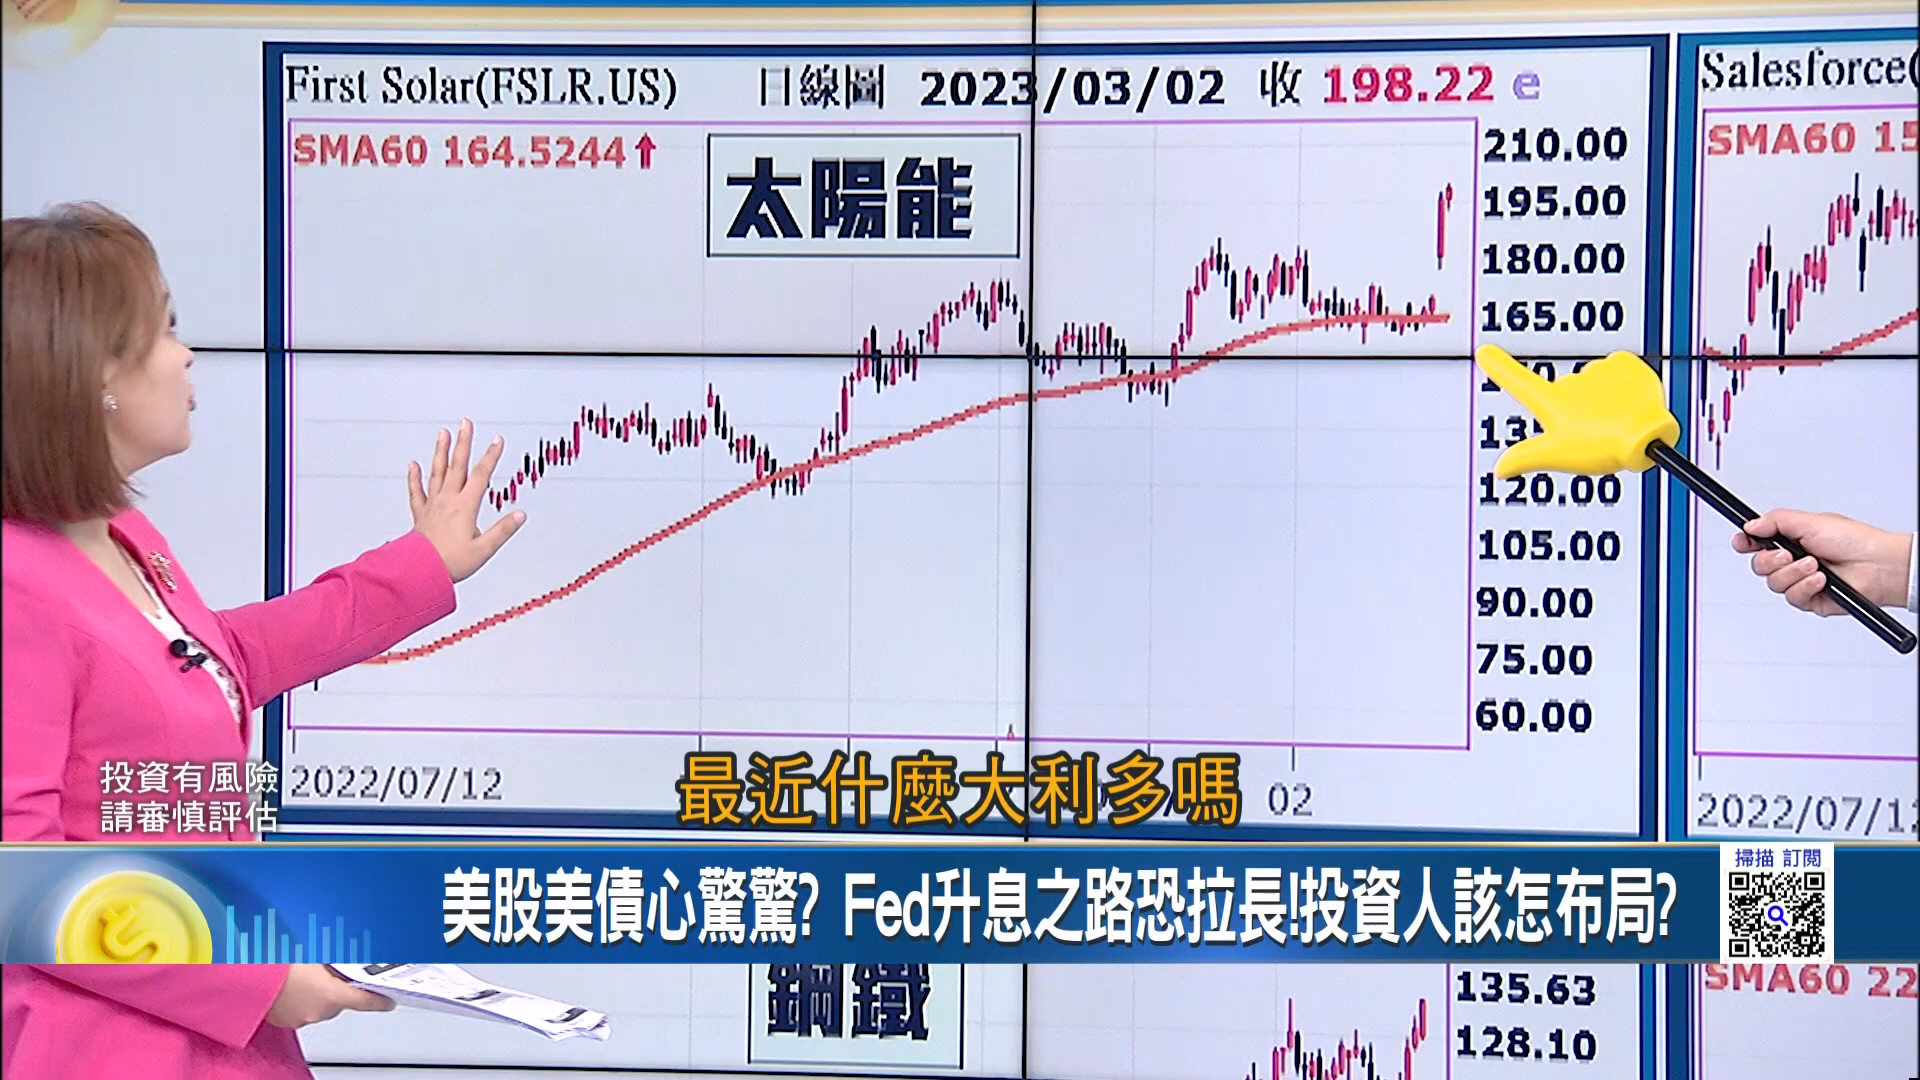 First Solar(FSLR.US) 日線圖 2023/03/02 收 198.22 e
SMA60 164.5244↑
太陽能
210.00
195.00
180.00
165.00
120.00
105.00
90.00
75.00
60.00
2022/07/12
02
Salesforce(
SMA60 15
2022/07/12
投資有風險
請審慎評估
最近什麼大利多嗎
美股美債心驚驚? Fed升息之路恐拉長!投資人該怎布局?
掃描 訂閱
鋼鐵
135.63
128.10
SMA60 22